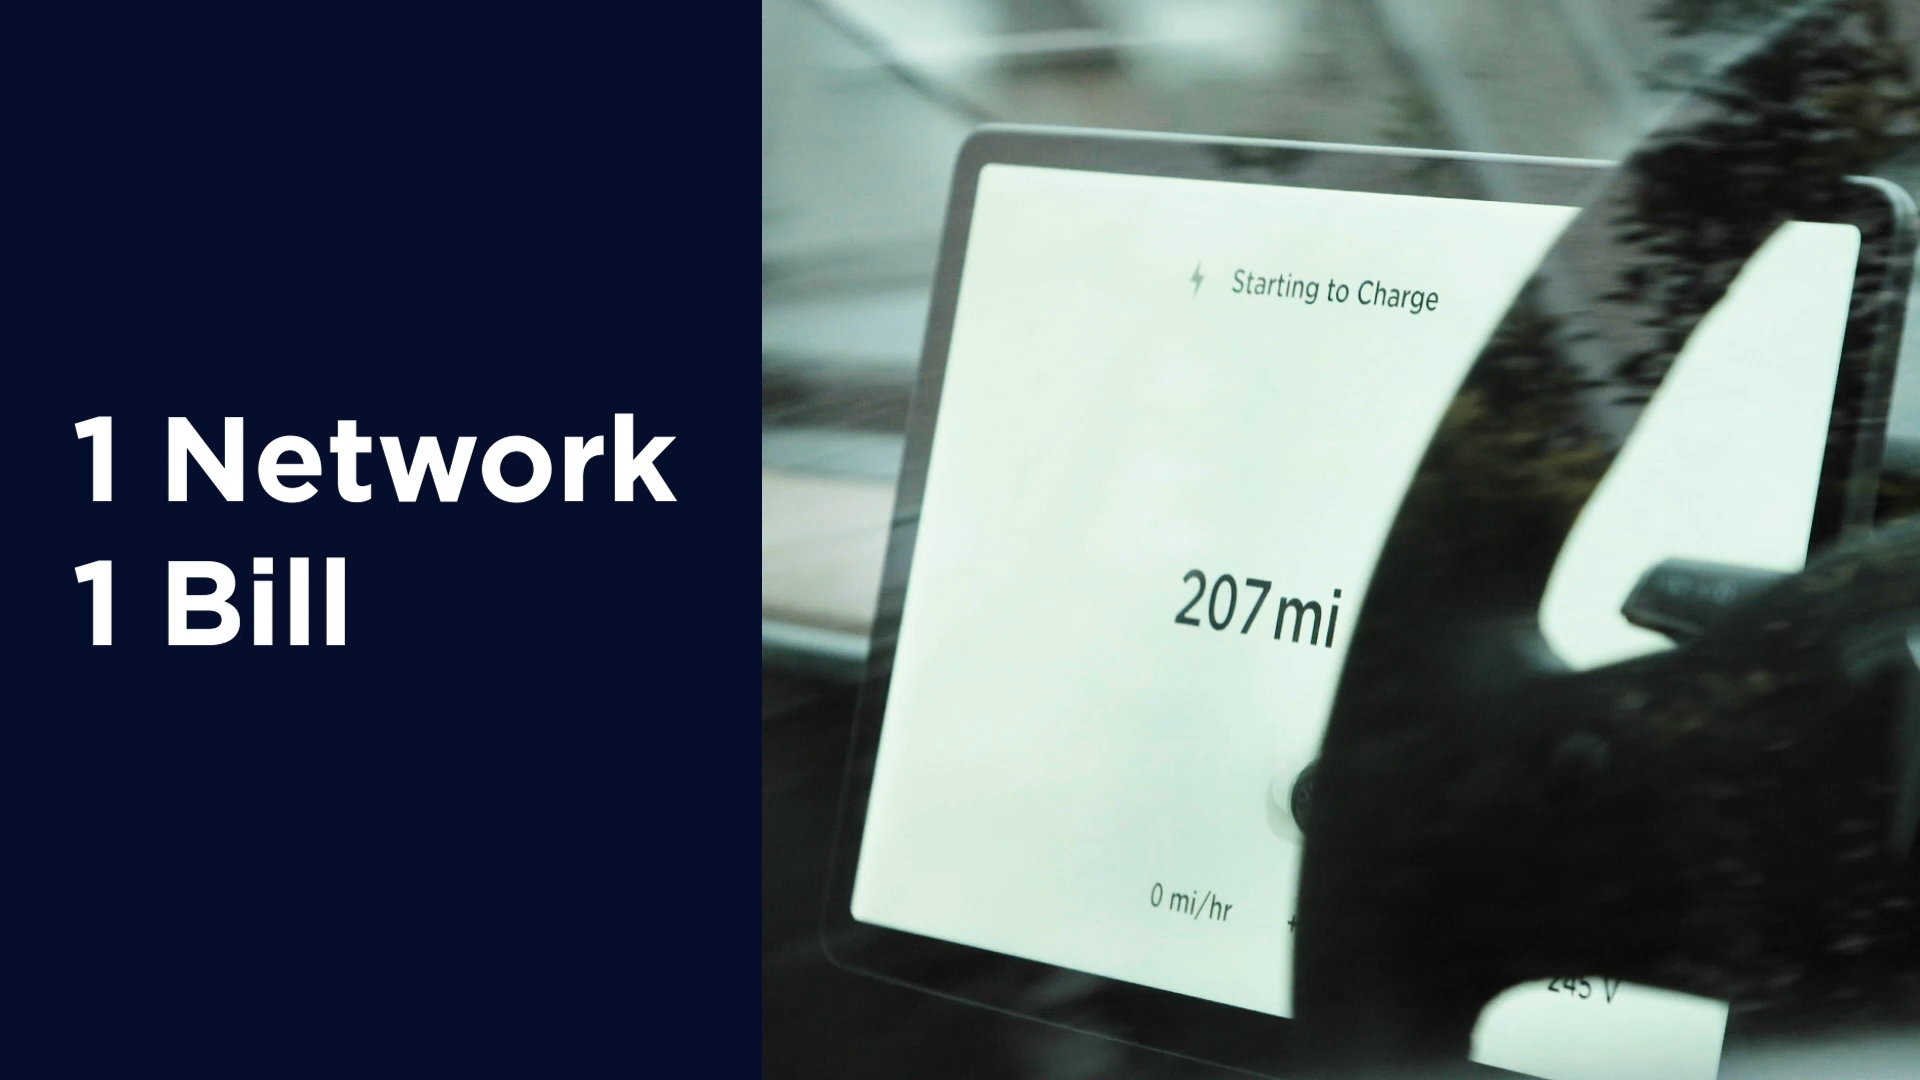 1 Network
1 Bill
Starting to Charge
207mi
0 mi/hr
+
245 V